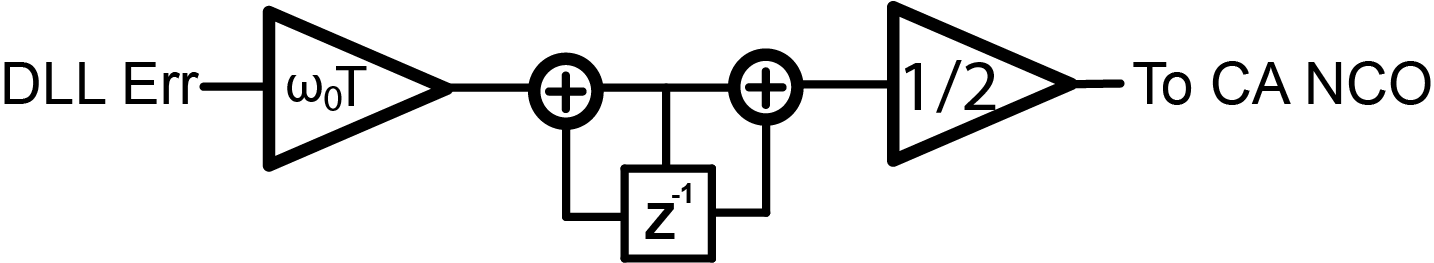 DLL Err ω₀T + + 1/2 To CA NCO
z⁻¹